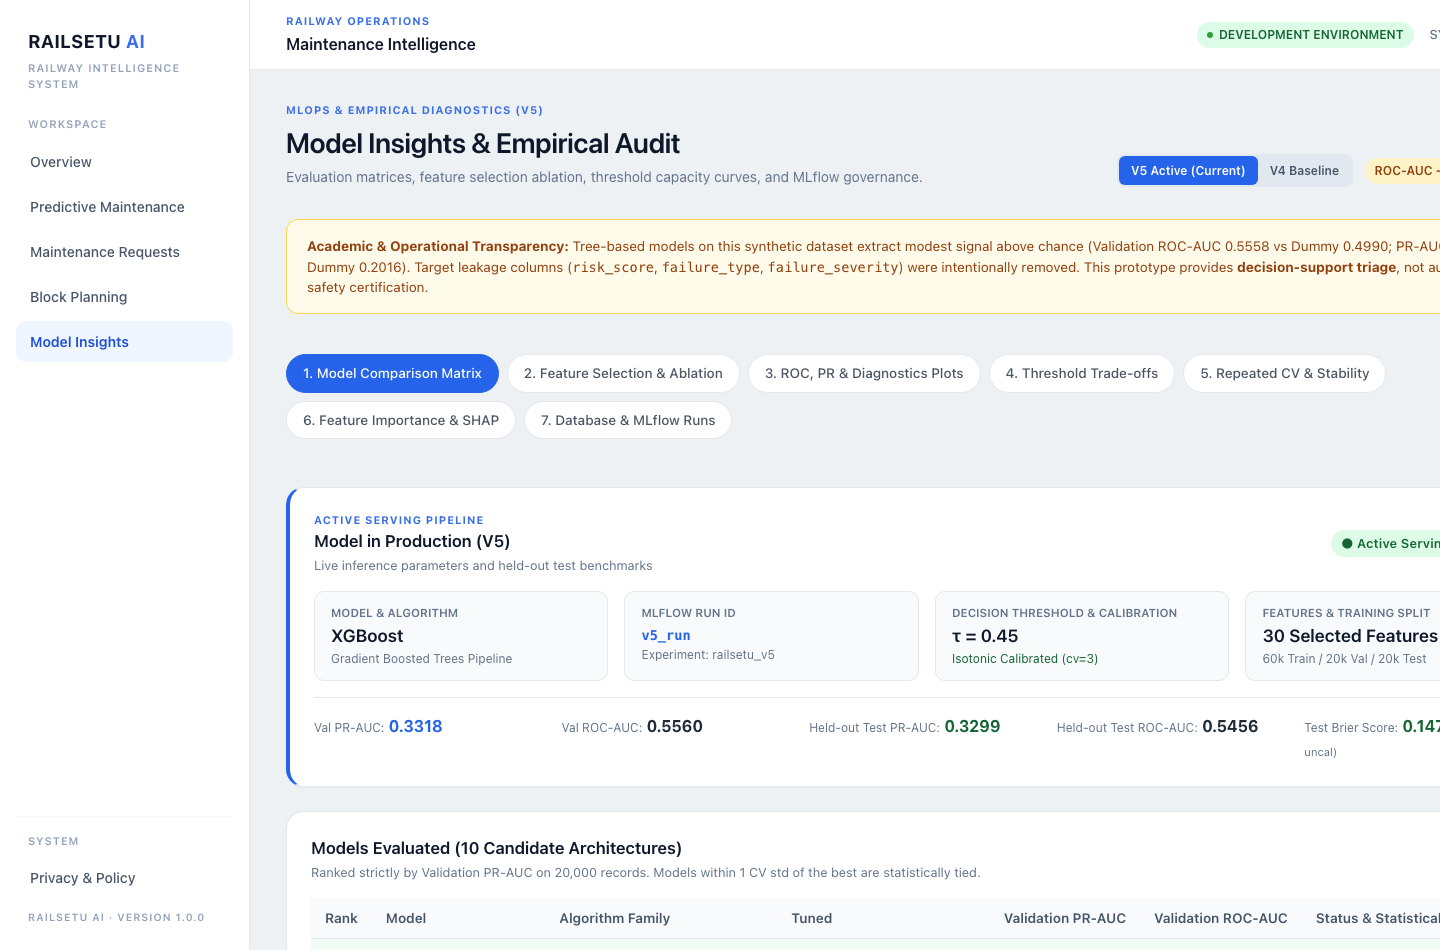 RAILSETU AI
RAILWAY INTELLIGENCE
SYSTEM
WORKSPACE
Overview
Predictive Maintenance
Maintenance Requests
Block Planning
Model Insights
SYSTEM
Privacy & Policy
RAILSETU AI · VERSION 1.0.0
RAILWAY OPERATIONS
Maintenance Intelligence
DEVELOPMENT ENVIRONMENT
MLOPS & EMPIRICAL DIAGNOSTICS (V5)
Model Insights & Empirical Audit
Evaluation matrices, feature selection ablation, threshold capacity curves, and MLflow governance.
V5 Active (Current) V4 Baseline ROC-AUC
Academic & Operational Transparency: Tree-based models on this synthetic dataset extract modest signal above chance (Validation ROC-AUC 0.5558 vs Dummy 0.4990;
Dummy 0.2016). Target leakage columns (risk_score, failure_type, failure_severity) were intentionally removed. This prototype provides decision-support triage, not
safety certification.
1. Model Comparison Matrix 2. Feature Selection & Ablation 3. ROC, PR & Diagnostics Plots 4. Threshold Trade-offs 5. Repeated CV & Stability
6. Feature Importance & SHAP 7. Database & MLflow Runs
ACTIVE SERVING PIPELINE
Model in Production (V5)
Live inference parameters and held-out test benchmarks
Active
MODEL & ALGORITHM
XGBoost
Gradient Boosted Trees Pipeline
MLFLOW RUN ID
v5_run
Experiment: railsetu_v5
DECISION THRESHOLD & CALIBRATION
τ = 0.45
Isotonic Calibrated (cv=3)
FEATURES & TRAINING SPLIT
30 Selected Features
60k Train / 20k Val / 20k Test
Val PR-AUC: 0.3318
Val ROC-AUC: 0.5560
Held-out Test PR-AUC: 0.3299
Held-out Test ROC-AUC: 0.5456
Test Brier Score:
uncal)
Models Evaluated (10 Candidate Architectures)
Ranked strictly by Validation PR-AUC on 20,000 records. Models within 1 CV std of the best are statistically tied.
Rank Model Algorithm Family Tuned Validation PR-AUC Validation ROC-AUC Status & Statistical